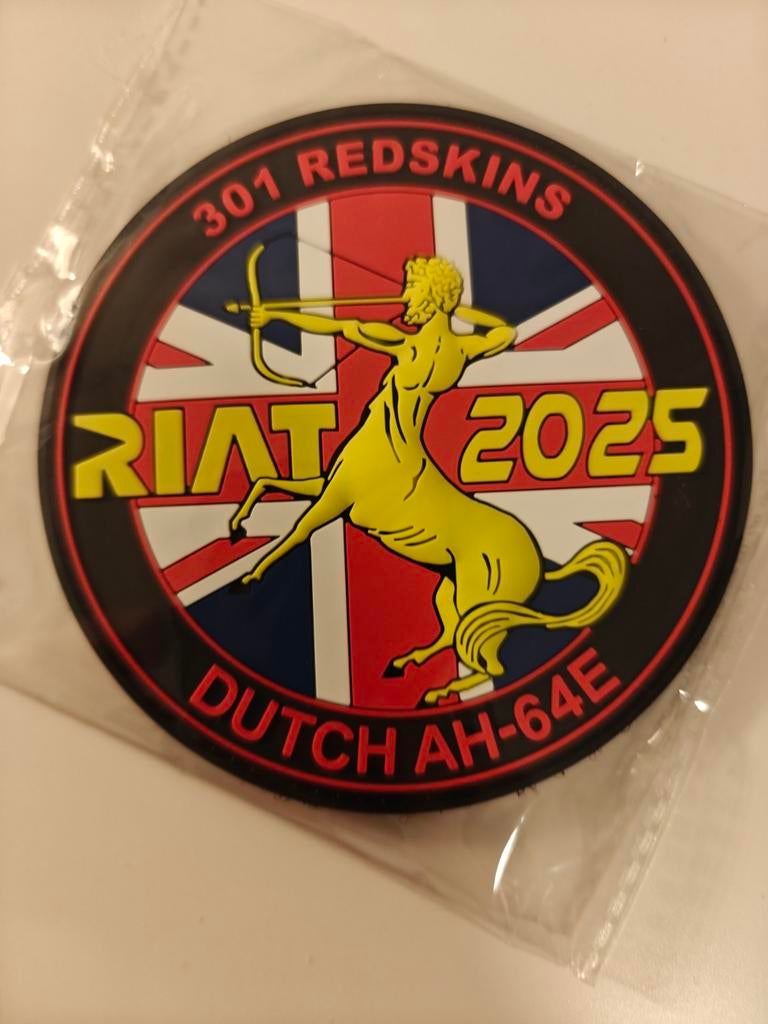 301 REDSKINS
RIAT 2025
DUTCH AH-64E